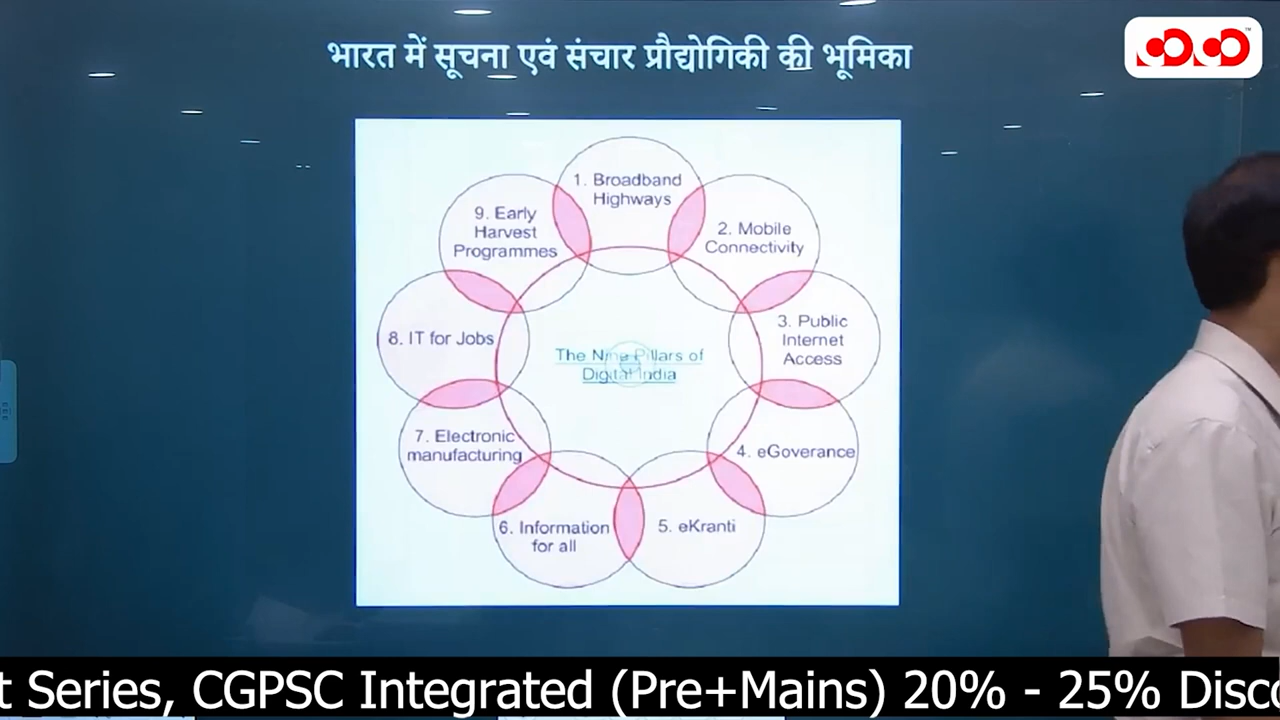 भारत में सूचना एवं संचार प्रौद्योगिकी की भूमिका
1. Broadband
Highways
2. Mobile
Connectivity
3. Public
Internet
Access
4. eGoverance
5. eKranti
6. Information
for all
7. Electronic
manufacturing
8. IT for Jobs
9. Early
Harvest
Programmes
The Nine Pillars of
Digital India
t Series, CGPSC Integrated (Pre+Mains) 20% - 25% Disco